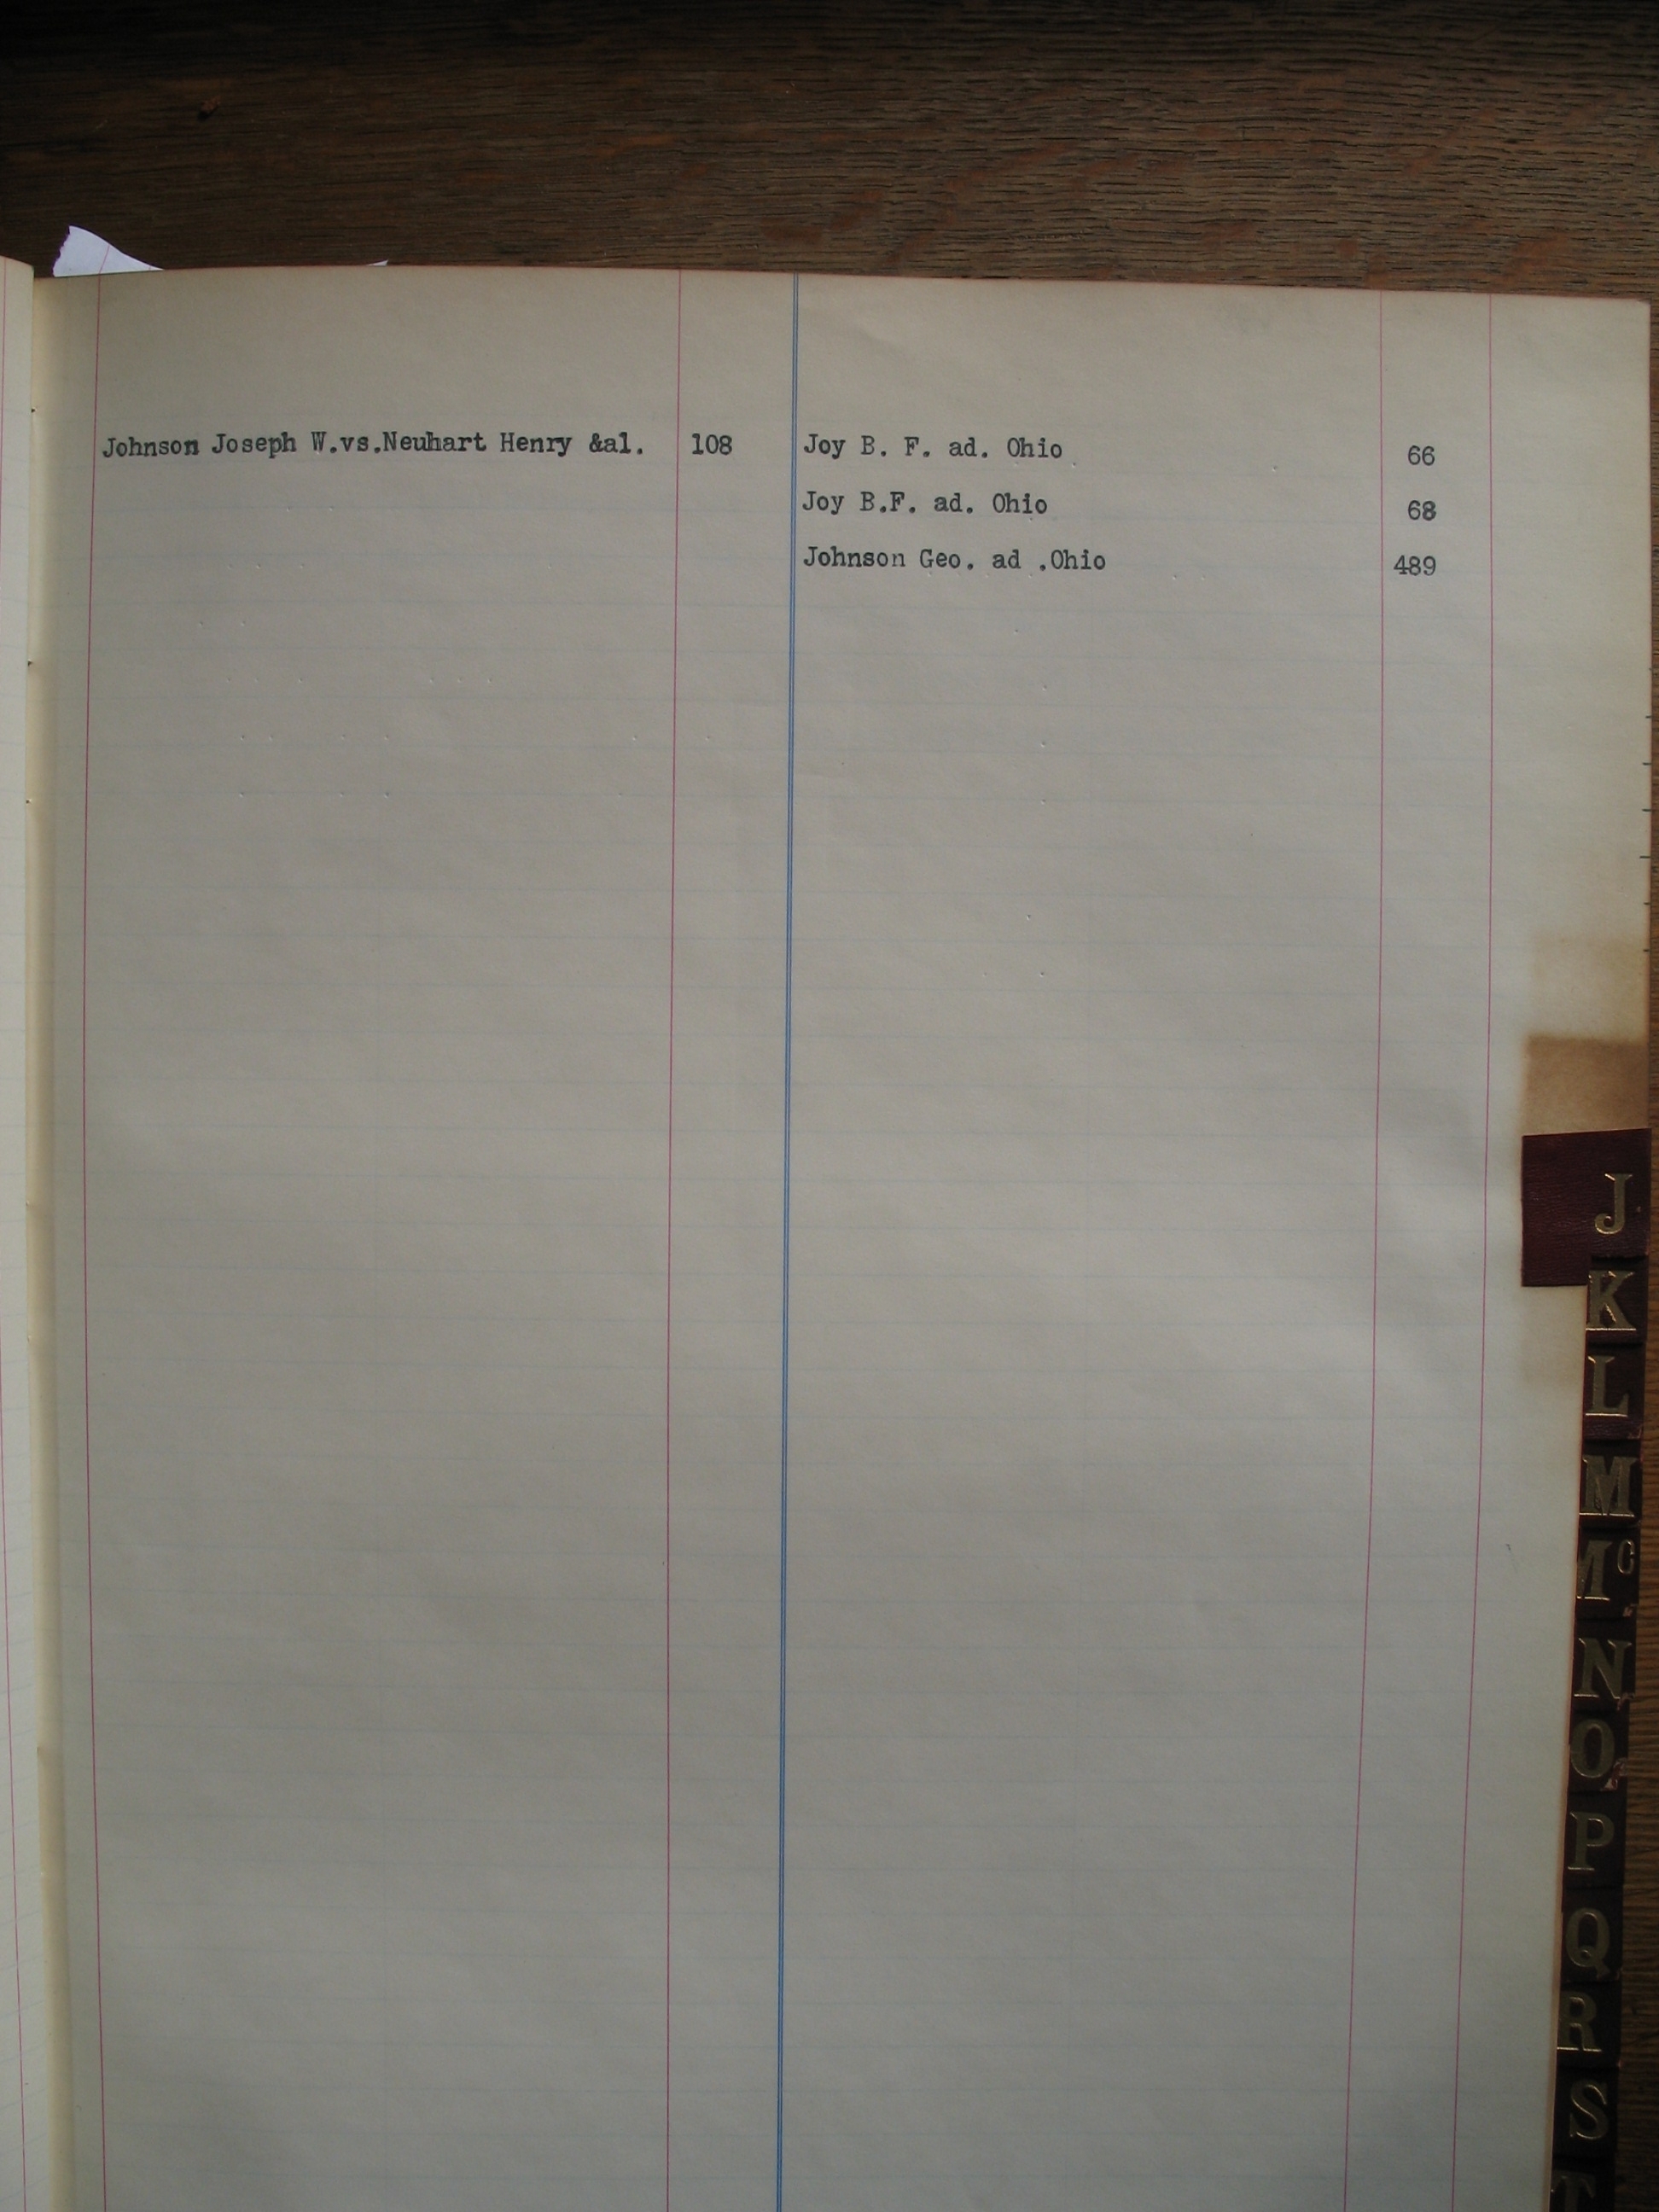 Johnson Joseph W.vs.Neuhart Henry &al. 108
Joy B. F. ad. Ohio 66
Joy B.F. ad. Ohio 68
Johnson Geo. ad .Ohio 489
J
K
L
M
Mc
N
O
P
Q
R
S
T